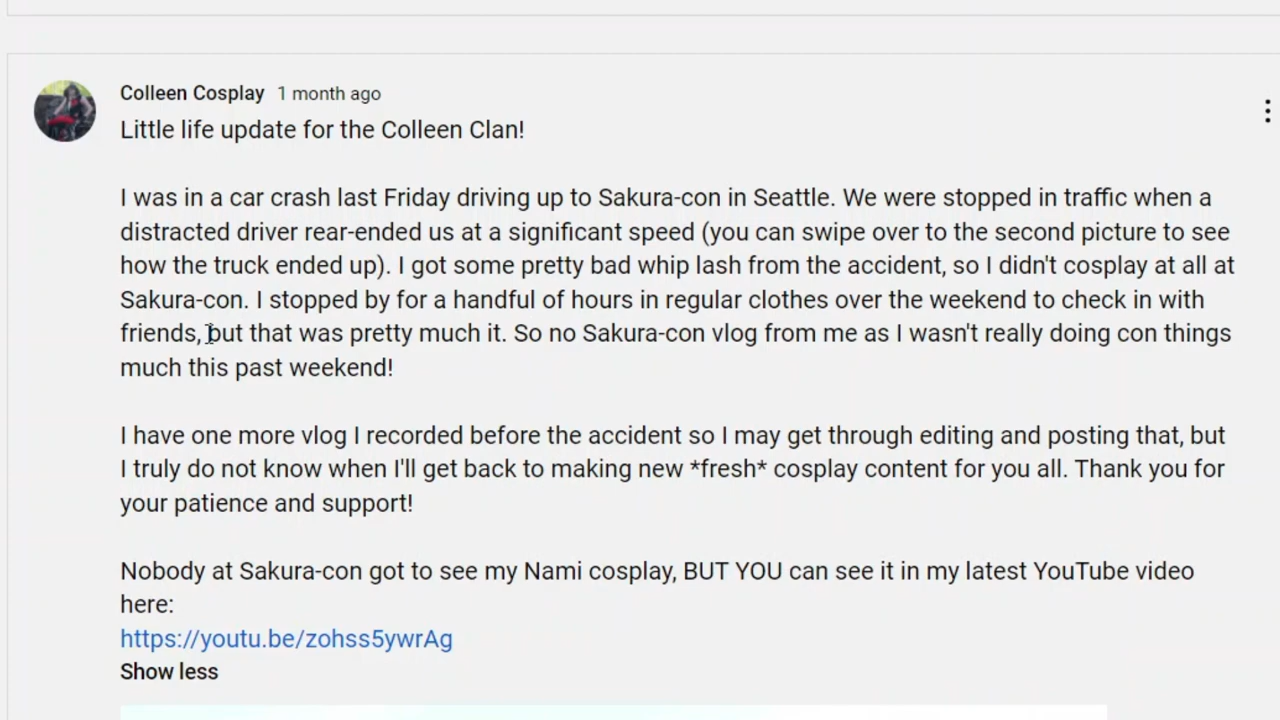 Colleen Cosplay 1 month ago
Little life update for the Colleen Clan!
I was in a car crash last Friday driving up to Sakura-con in Seattle. We were stopped in traffic when a
distracted driver rear-ended us at a significant speed (you can swipe over to the second picture to see
how the truck ended up). I got some pretty bad whip lash from the accident, so I didn't cosplay at all at
Sakura-con. I stopped by for a handful of hours in regular clothes over the weekend to check in with
friends, but that was pretty much it. So no Sakura-con vlog from me as I wasn't really doing con things
much this past weekend!
I have one more vlog I recorded before the accident so I may get through editing and posting that, but
I truly do not know when I'll get back to making new *fresh* cosplay content for you all. Thank you for
your patience and support!
Nobody at Sakura-con got to see my Nami cosplay, BUT YOU can see it in my latest YouTube video
here:
https://youtu.be/zohss5ywrAg
Show less